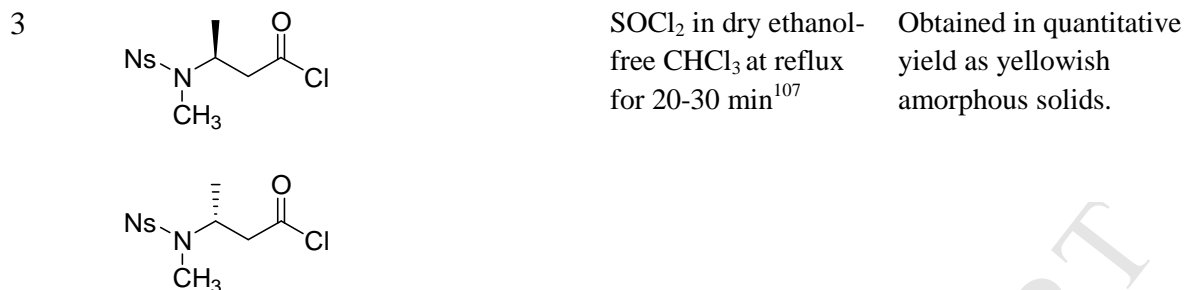 3
O
Ns
N
Cl
CH₃
SOCl₂ in dry ethanol-
free CHCl₃ at reflux
for 20-30 min¹⁰⁷
Obtained in quantitative
yield as yellowish
amorphous solids.
O
Ns
N
Cl
CH₃